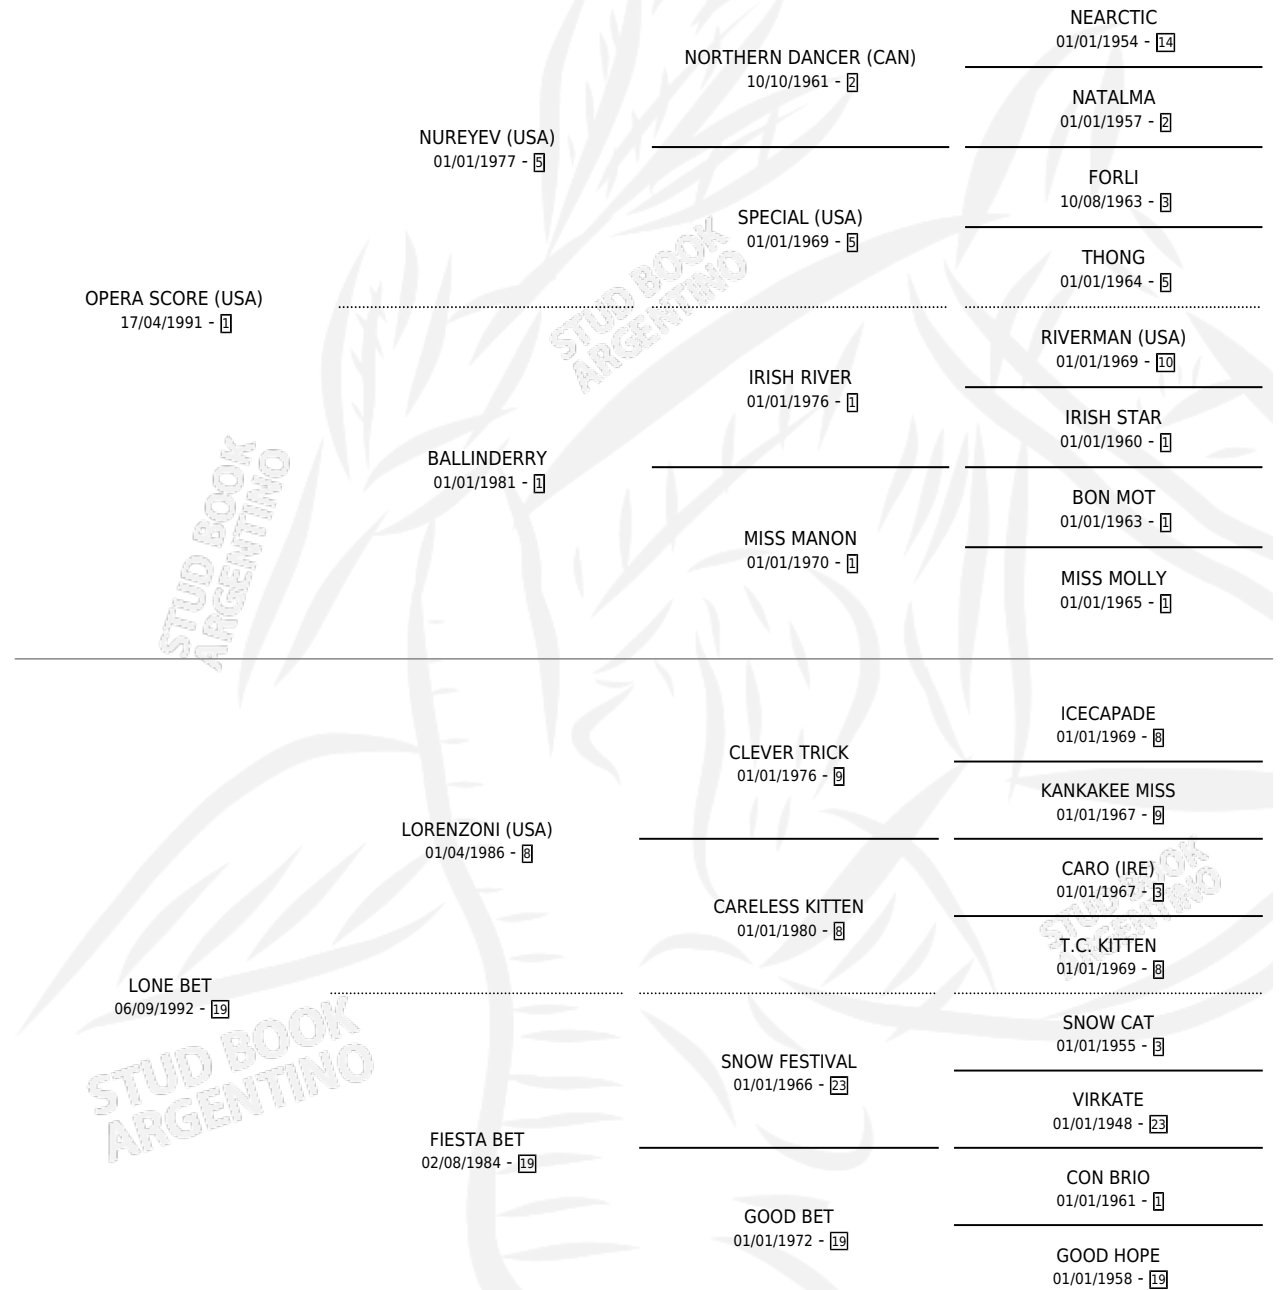 NEARCTIC
01/01/1954 - 14
NORTHERN DANCER (CAN)
10/10/1961 - 2
NATALMA
01/01/1957 - 2
NUREYEV (USA)
01/01/1977 - 5
FORLI
10/08/1963 - 3
SPECIAL (USA)
01/01/1969 - 5
THONG
01/01/1964 - 5
OPERA SCORE (USA)
17/04/1991 - 1
STUD BOOK
ARGENTINO
RIVERMAN (USA)
01/01/1969 - 10
IRISH RIVER
01/01/1976 - 1
IRISH STAR
01/01/1960 - 1
BALLINDERRY
01/01/1981 - 1
BON MOT
01/01/1963 - 1
MISS MANON
01/01/1970 - 1
MISS MOLLY
01/01/1965 - 1
STUD BOOK
ARGENTINO
ICECAPADE
01/01/1969 - 8
CLEVER TRICK
01/01/1976 - 9
KANKAKEE MISS
01/01/1967 - 9
LORENZONI (USA)
01/04/1986 - 8
CARO (IRE)
01/01/1967 - 3
CARELESS KITTEN
01/01/1980 - 8
T.C. KITTEN
01/01/1969 - 8
STUD BOOK
ARGENTINO
LONE BET
06/09/1992 - 19
SNOW CAT
01/01/1955 - 3
SNOW FESTIVAL
01/01/1966 - 23
VIRKATE
01/01/1948 - 23
STUD BOOK
ARGENTINO
FIESTA BET
02/08/1984 - 19
CON BRIO
01/01/1961 - 1
GOOD BET
01/01/1972 - 19
GOOD HOPE
01/01/1958 - 19